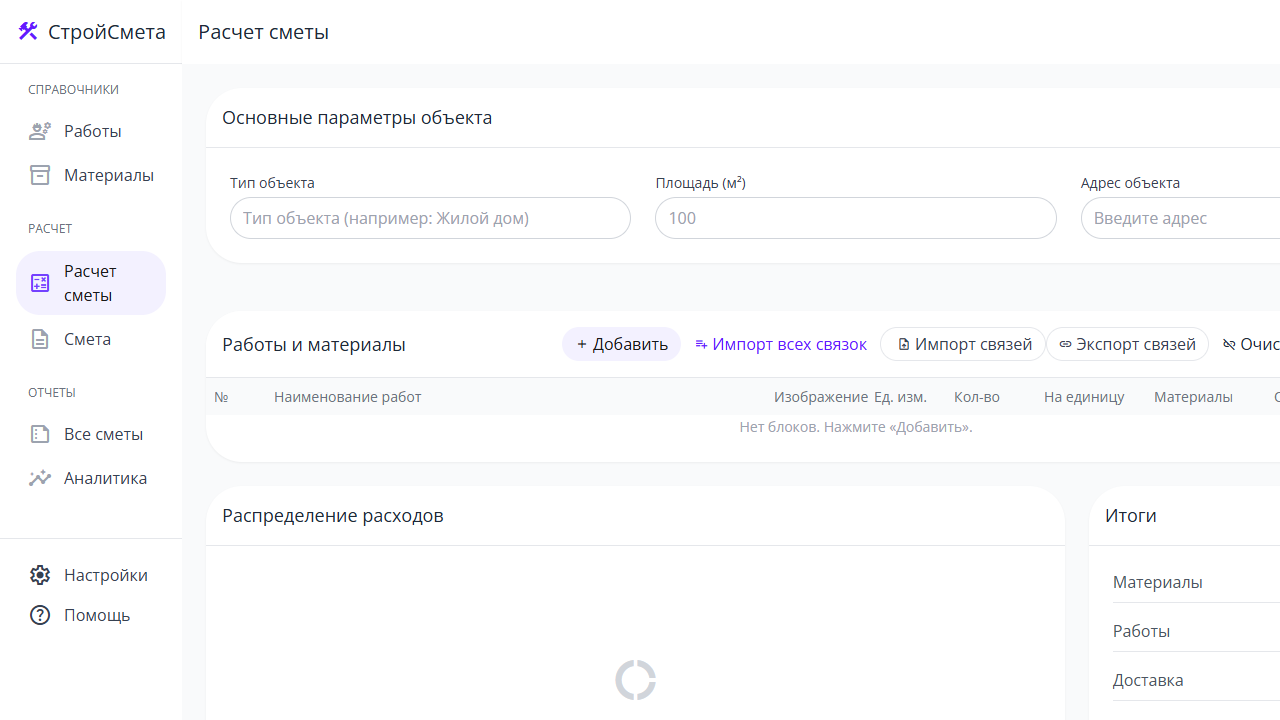 СтройСмета
Расчет сметы
СПРАВОЧНИКИ
Работы
Материалы
РАСЧЕТ
Расчет
сметы
Смета
ОТЧЕТЫ
Все сметы
Аналитика
Настройки
Помощь
Основные параметры объекта
Тип объекта
Площадь (м²)
Адрес объекта
Тип объекта (например: Жилой дом)
100
Введите адрес
Работы и материалы
Добавить
Импорт всех связок
Импорт связей
Экспорт связей
№ Наименование работ Изображение Ед. изм. Кол-во На единицу Материалы
Нет блоков. Нажмите «Добавить».
Распределение расходов
Итоги
Материалы
Работы
Доставка